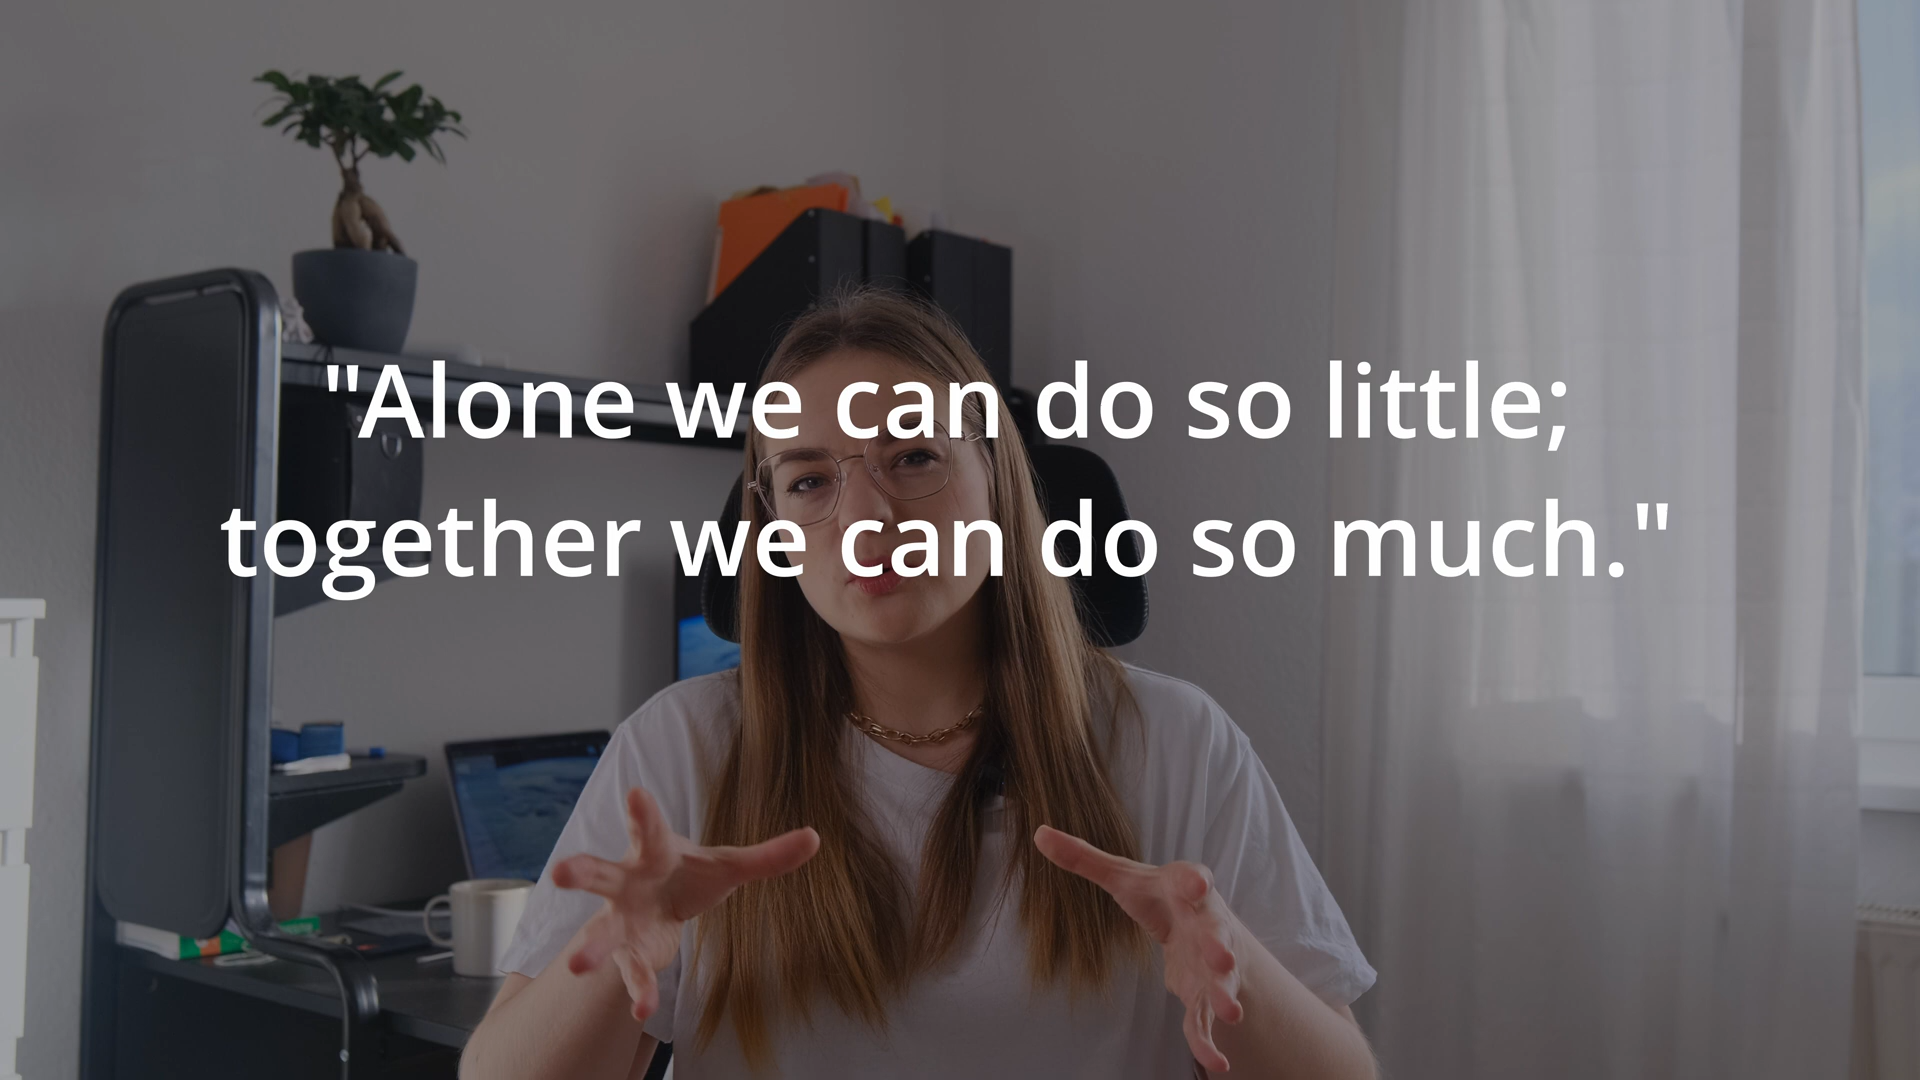 "Alone we can do so little;
together we can do so much."